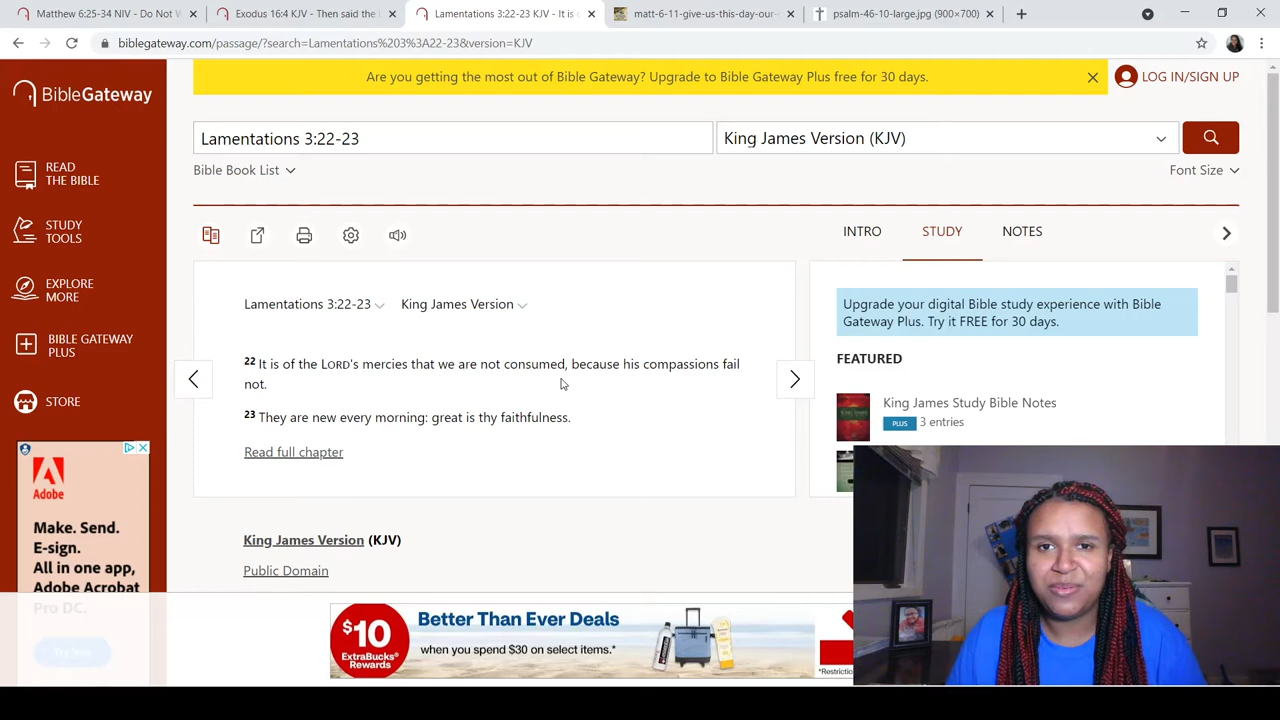 Matthew 6:25-34 NIV - Do Not W
Exodus 16:4 KJV - Then said the L
Lamentations 3:22-23 KJV - It is o
matt-6-11-give-us-this-day-our-
psalm-46-10-large.jpg (900×700)
biblegateway.com/passage/?search=Lamentations%203%3A22-23&version=KJV
BibleGateway
Are you getting the most out of Bible Gateway? Upgrade to Bible Gateway Plus free for 30 days.
LOG IN/SIGN UP
Lamentations 3:22-23
King James Version (KJV)
Bible Book List
Font Size
READ
THE BIBLE
STUDY
TOOLS
EXPLORE
MORE
BIBLE GATEWAY
PLUS
STORE
INTRO
STUDY
NOTES
Lamentations 3:22-23
King James Version
22 It is of the LORD's mercies that we are not consumed, because his compassions fail
not.
23 They are new every morning: great is thy faithfulness.
Read full chapter
King James Version (KJV)
Public Domain
Upgrade your digital Bible study experience with Bible
Gateway Plus. Try it FREE for 30 days.
FEATURED
King James Study Bible Notes
PLUS
3 entries
Adobe
Make. Send.
E-sign.
All in one app,
Adobe Acrobat
Pro DC.
Try Now
$10
ExtraBucks
Rewards
Better Than Ever Deals
when you spend $30 on select items.*
*Restriction